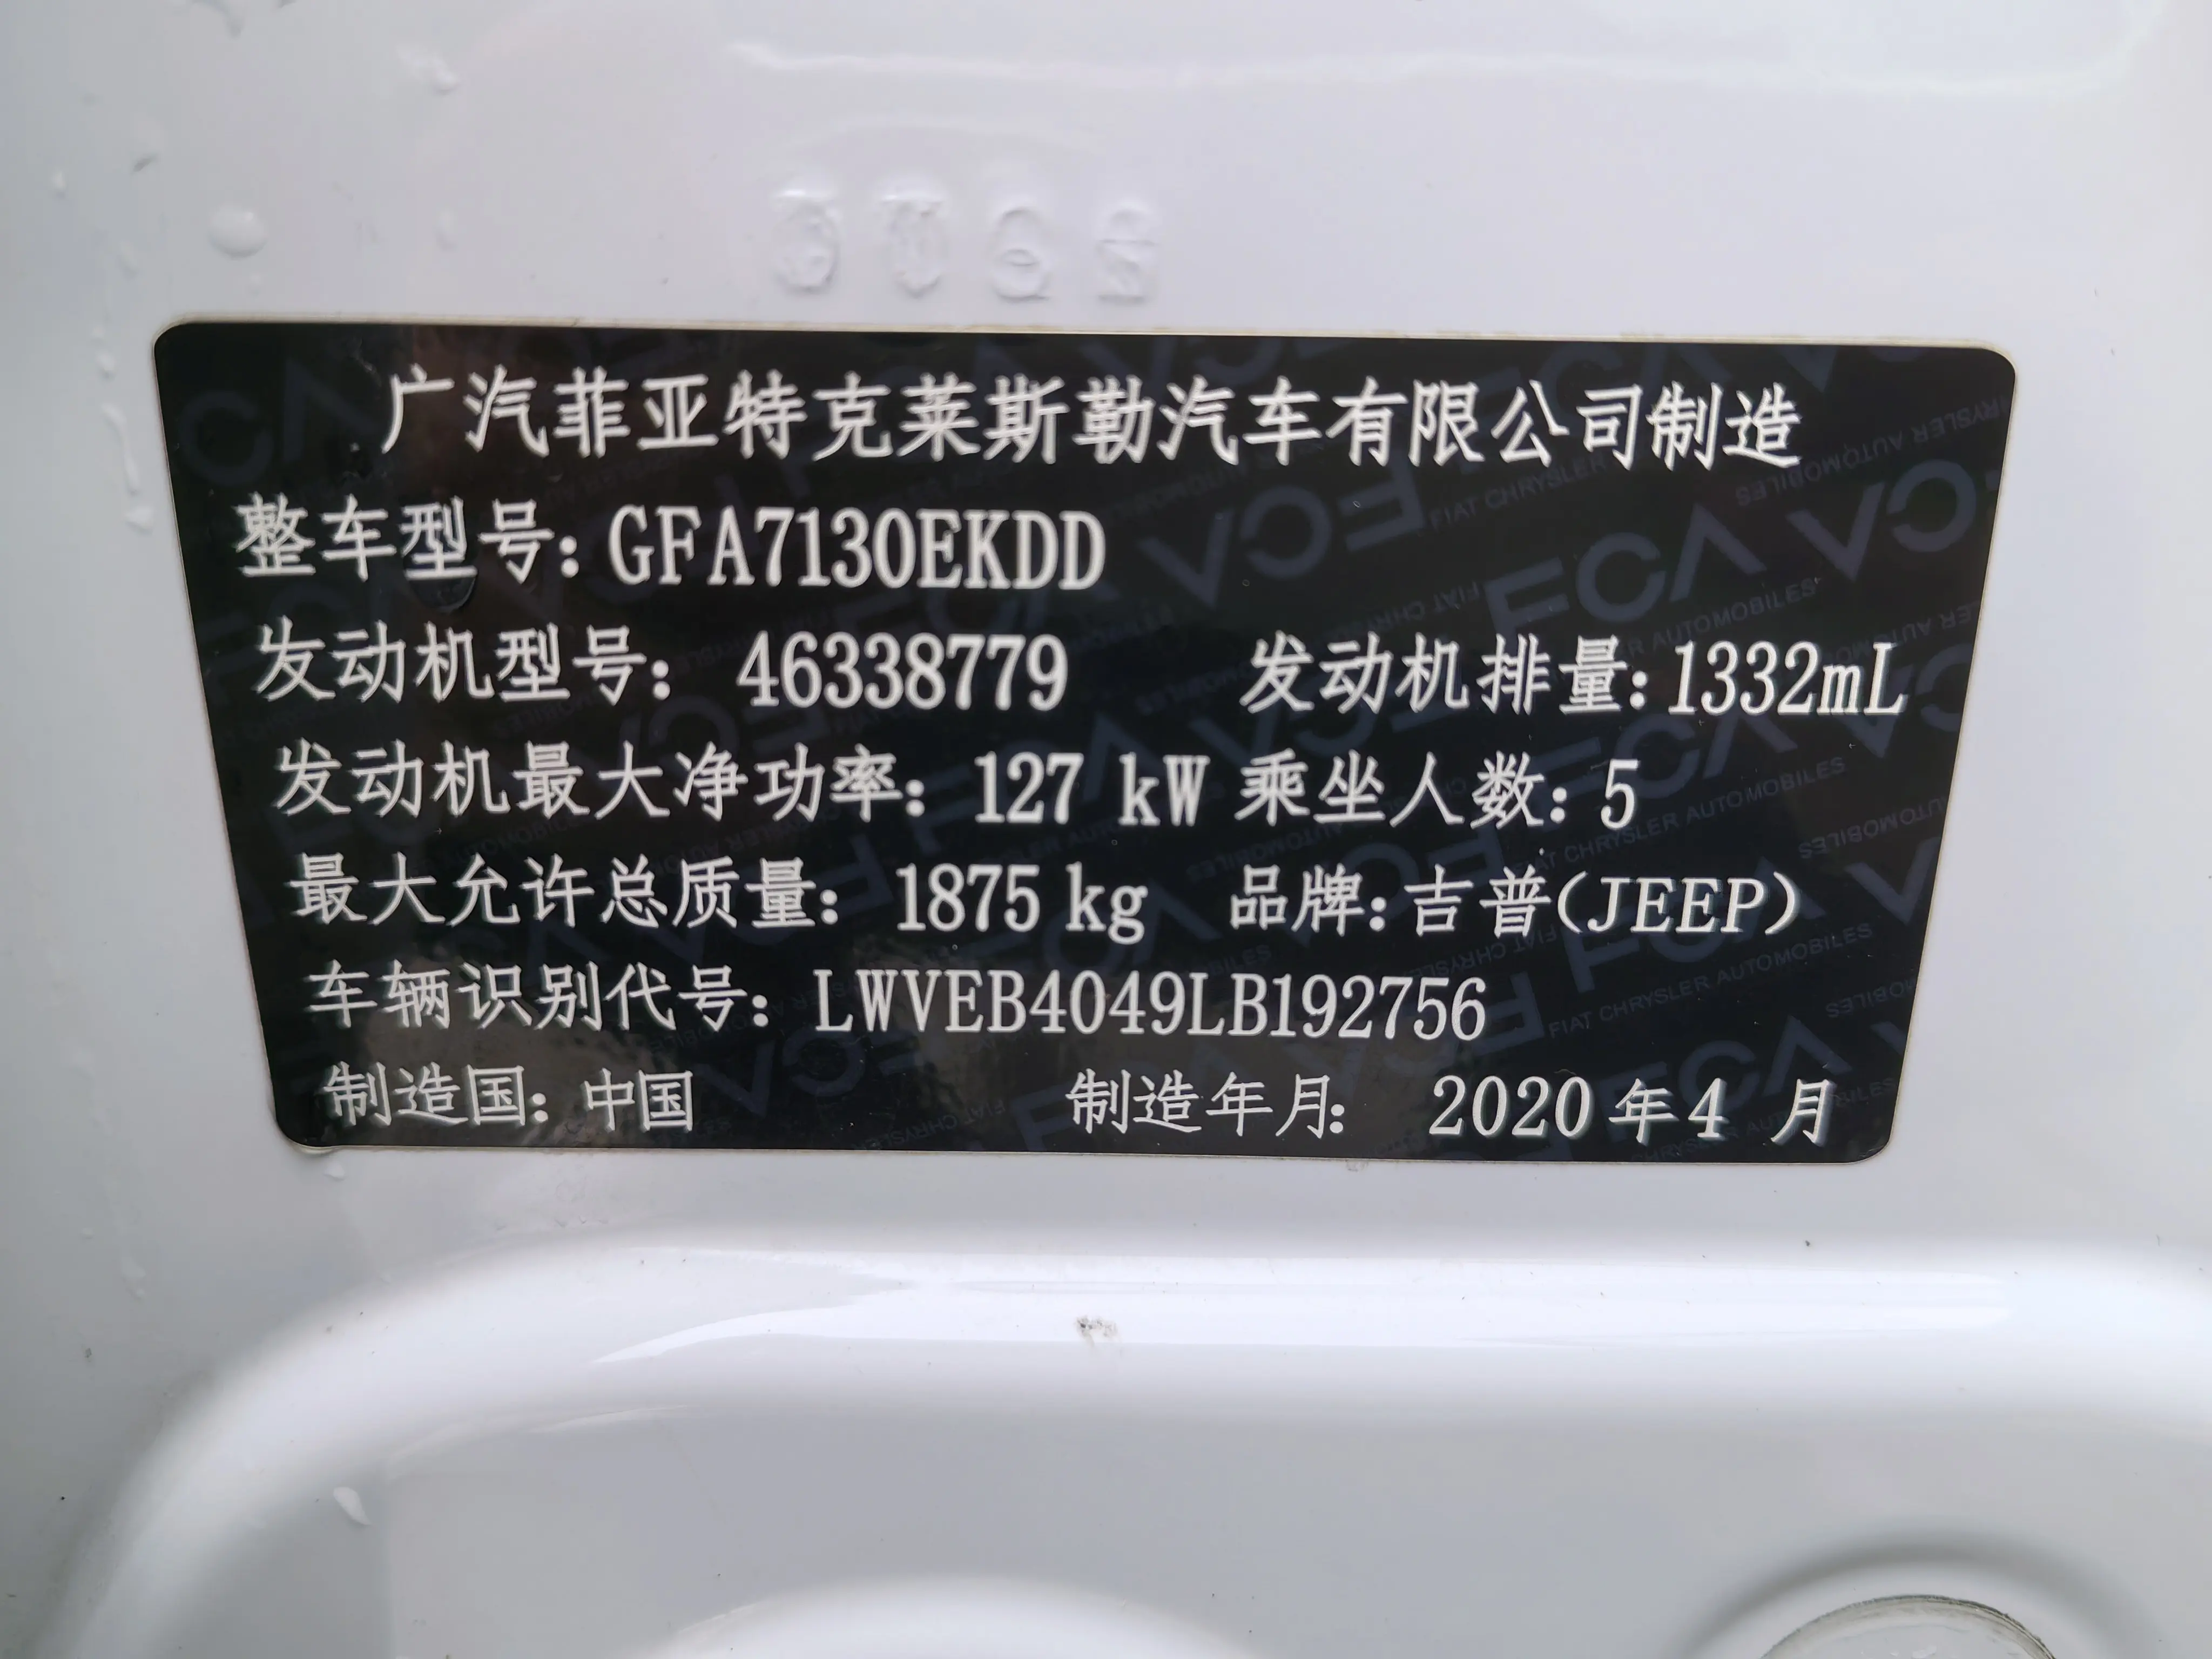 广汽菲亚特克莱斯勒汽车有限公司制造
整车型号：GFA7130EKDD
发动机型号： 46338779 发动机排量：1332mL
发动机最大净功率： 127 kW 乘坐人数：5
最大允许总质量： 1875 kg 品牌：吉普(JEEP)
车辆识别代号：LWVEB4049LB192756
制造国：中国 制造年月： 2020年4月